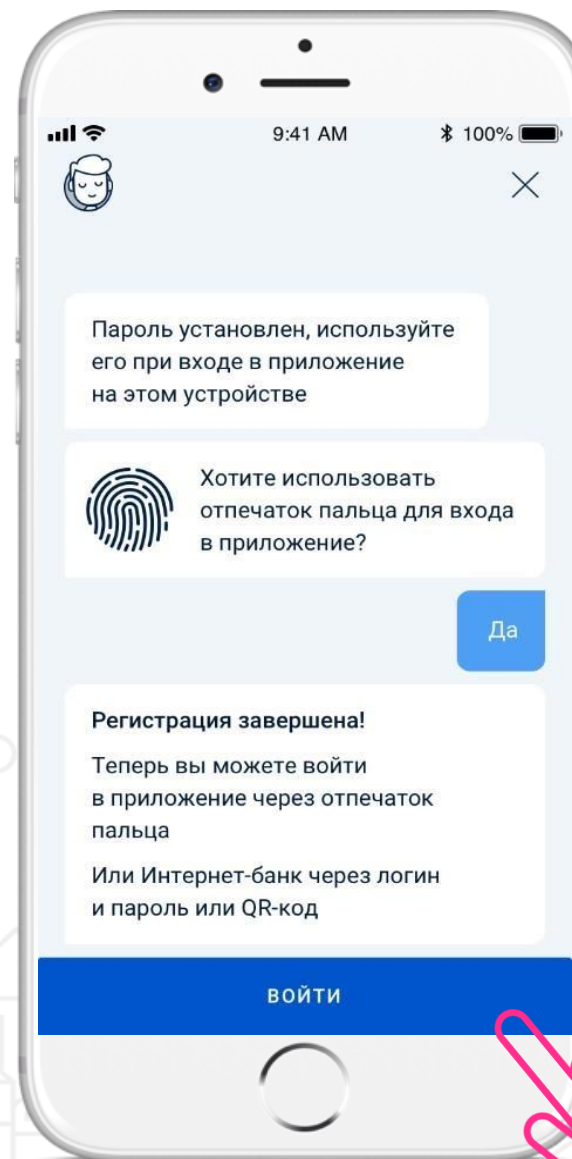 9:41 AM
100%
Пароль установлен, используйте
его при входе в приложение
на этом устройстве
Хотите использовать
отпечаток пальца для входа
в приложение?
Да
Регистрация завершена!
Теперь вы можете войти
в приложение через отпечаток
пальца
Или Интернет-банк через логин
и пароль или QR-код
ВОЙТИ